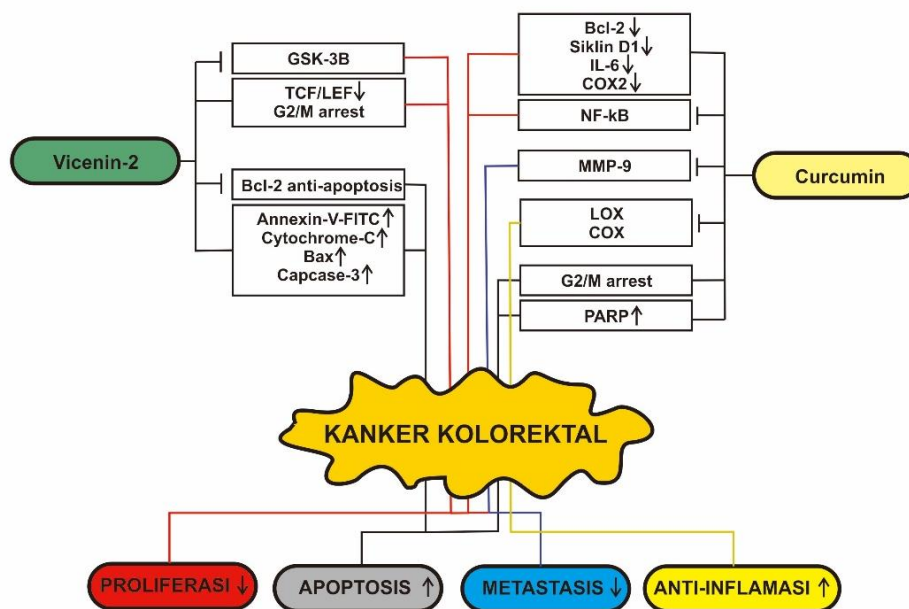 GSK-3B
TCF/LEF↓
G2/M arrest
Vicenin-2
Bcl-2 anti-apoptosis
Annexin-V-FITC↑
Cytochrome-C↑
Bax↑
Capcase-3↑
Bcl-2↓
Siklin D1↓
IL-6↓
COX2↓
NF-kB
MMP-9
Curcumin
LOX
COX
G2/M arrest
PARP↑
KANKER KOLOREKTAL
PROLIFERASI↓
APOPTOSIS↑
METASTASIS↓
ANTI-INFLAMASI↑